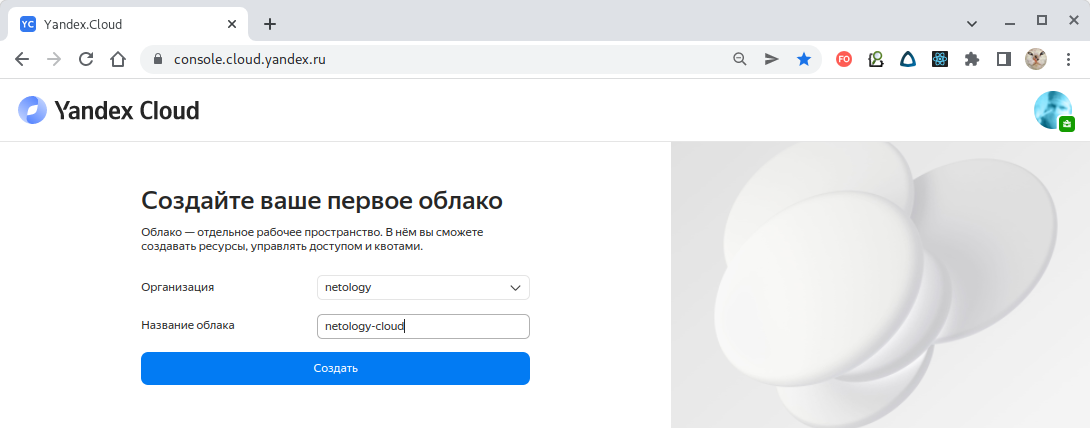 YC Yandex.Cloud
console.cloud.yandex.ru
FO
Yandex Cloud
Создайте ваше первое облако
Облако — отдельное рабочее пространство. В нём вы сможете
создавать ресурсы, управлять доступом и квотами.
Организация netology
Название облака netology-cloud
Создать